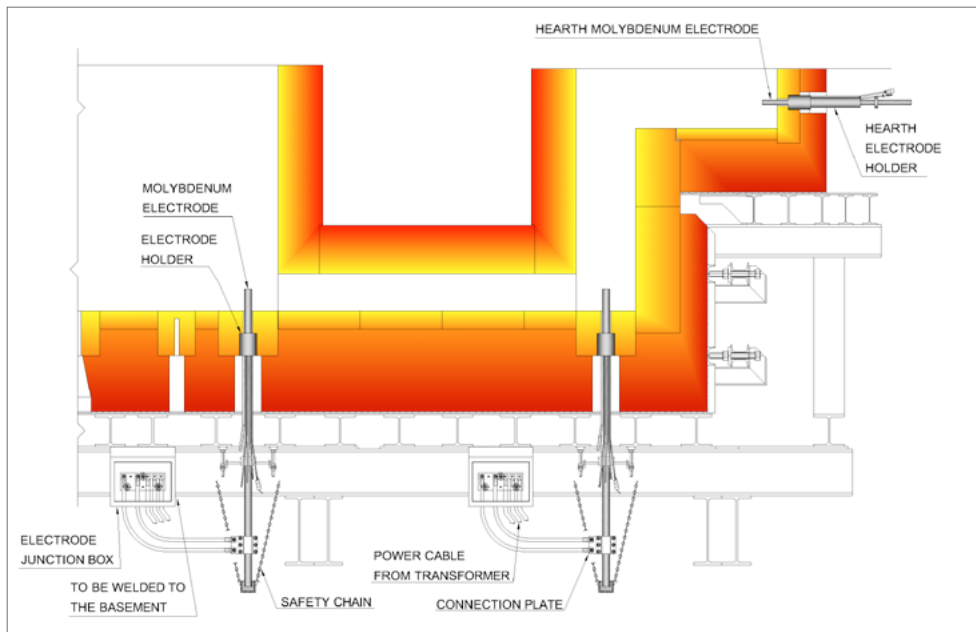 HEARTH MOLYBDENUM ELECTRODE
HEARTH
ELECTRODE
HOLDER
MOLYBDENUM
ELECTRODE
ELECTRODE
HOLDER
ELECTRODE
JUNCTION BOX
TO BE WELDED TO
THE BASEMENT
SAFETY CHAIN
POWER CABLE
FROM TRANSFORMER
CONNECTION PLATE